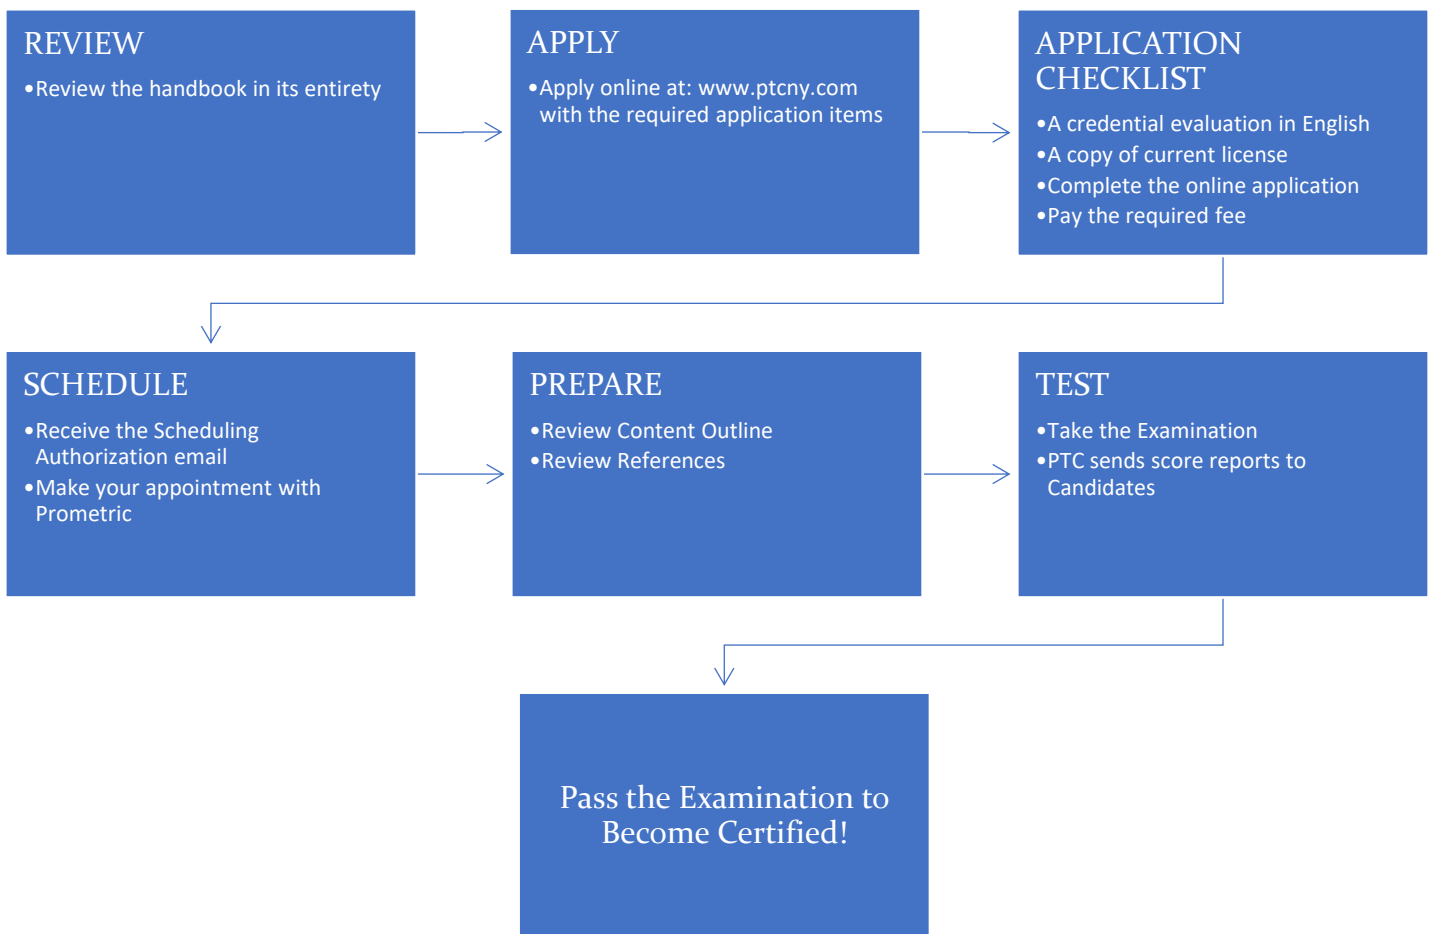 REVIEW
•Review the handbook in its entirety
APPLY
•Apply online at: www.ptcny.com
with the required application items
APPLICATION
CHECKLIST
•A credential evaluation in English
•A copy of current license
•Complete the online application
•Pay the required fee
SCHEDULE
•Receive the Scheduling
Authorization email
•Make your appointment with
Prometric
PREPARE
•Review Content Outline
•Review References
TEST
•Take the Examination
•PTC sends score reports to
Candidates
Pass the Examination to
Become Certified!